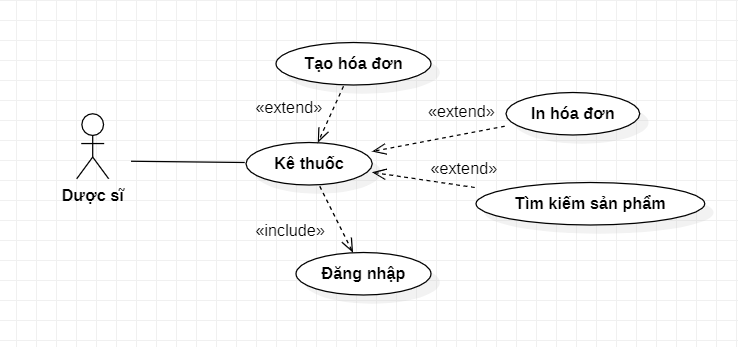 Tạo hóa đơn
«extend»
«extend»
In hóa đơn
Kê thuốc
«extend»
Dược sĩ
Tìm kiếm sản phẩm
«include»
Đăng nhập